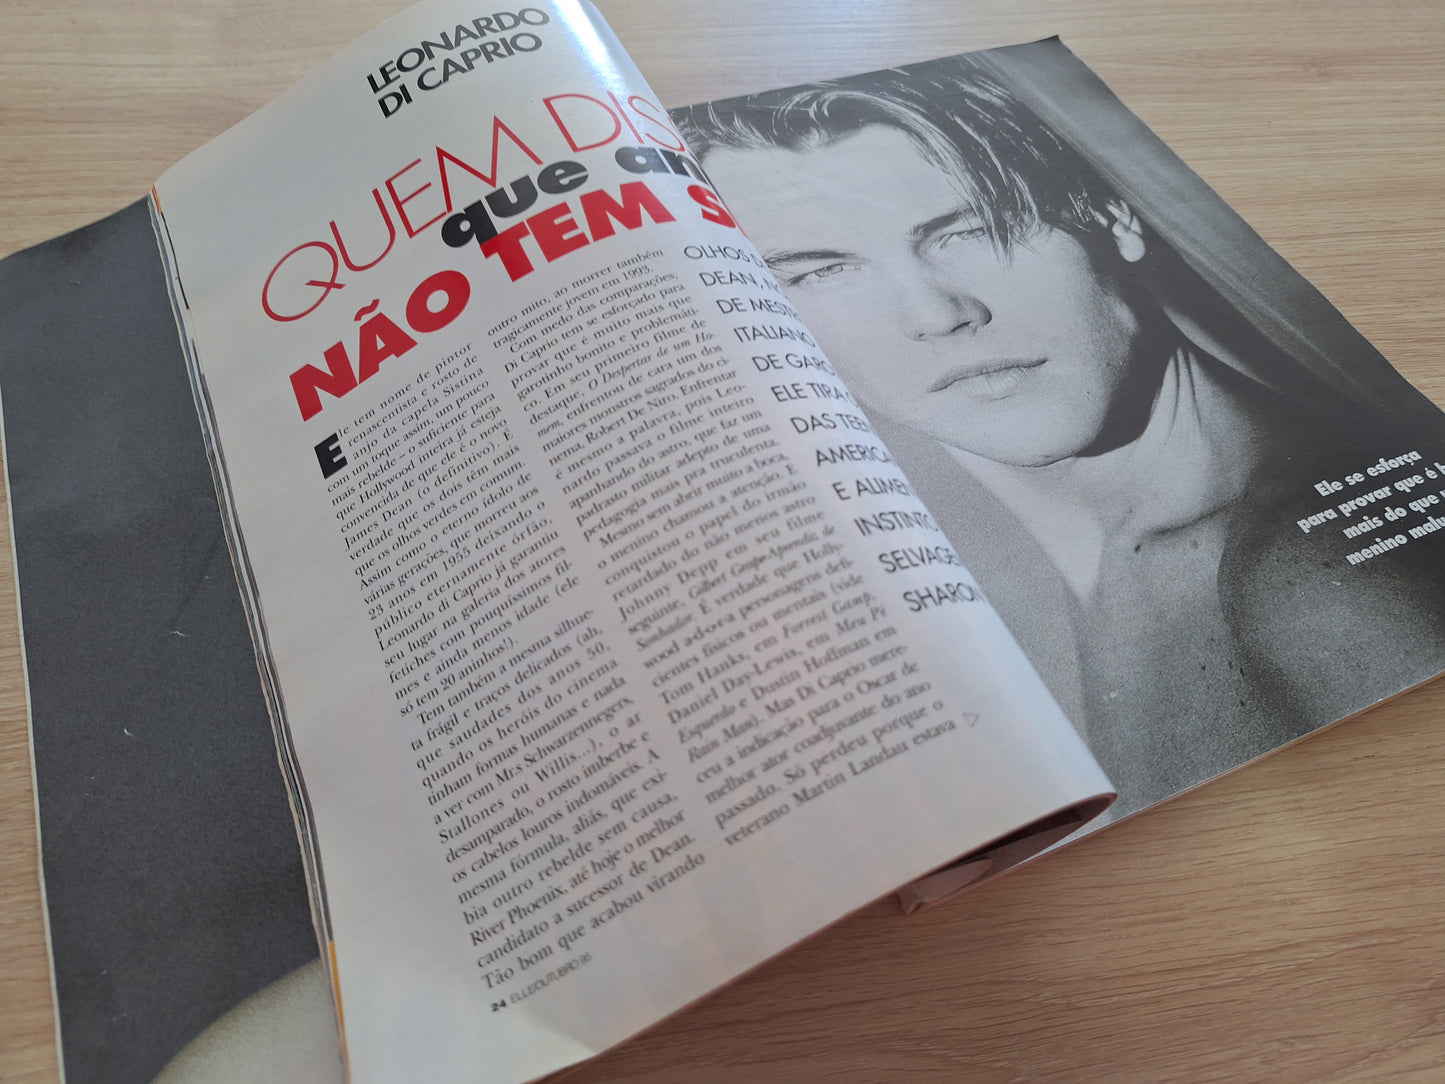 LEONARDO
DI CAPRIO
QUEM DIS
que an
NÃO TEM S
Ele tem nome de pintor
renascentista e rosto de
anjo da capela Sistina
com um toque assim, um pouco
mais rebelde – o suficiente para
que Hollywood inteira já esteja
convencida de que ele é o novo
James Dean (o definitivo). É
verdade que os dois têm mais
que os olhos verdes em comum.
Assim como o eterno ídolo de
várias gerações, que morreu aos
23 anos em 1955 deixando o
público eternamente órfão,
Leonardo di Caprio já garantiu
seu lugar na galeria dos atores
fetiches com pouquíssimos fil-
mes e ainda menos idade (ele
só tem 20 aninhos!).
Tem também a mesma silhue-
ta frágil e traços delicados (ah,
que saudades dos anos 50,
quando os heróis do cinema
tinham formas humanas e nada
a ver com Mrs Schwarzennegers,
Stallones ou Willis...), o ar
desamparado, o rosto imberbe e
os cabelos louros indomáveis. A
mesma fórmula, aliás, que exi-
bia outro rebelde sem causa,
River Phoenix, até hoje o melhor
candidato a sucessor de Dean.
Tão bom que acabou virando
outro mito, ao morrer também
tragicamente jovem em 1993.
Com medo das comparações,
Di Caprio tem se esforçado para
provar que é muito mais que
garotinho bonito e problemáti-
co. Em seu primeiro filme de
destaque, O Despertar de um Ho-
mem, enfrentou de cara um dos
maiores monstros sagrados do ci-
nema, Robert De Niro. Enfrentar
é mesmo a palavra, pois Leo-
nardo passava o filme inteiro
apanhando do astro, que faz um
padrasto militar adepto de uma
pedagogia mais para truculenta.
Mesmo sem abrir muito a boca,
o menino chamou a atenção. E
conquistou o papel do irmão
retardado do não menos astro
Johnny Depp em seu filme
seguinte, Gilbert Grape-Aprendiz de
Sonhador. É verdade que Holly-
wood a-d-o-r-a personagens defi-
cientes físicos ou mentais (vide
Tom Hanks, em Forrest Gump,
Daniel Day-Lewis, em Meu Pé
Esquerdo e Dustin Hoffman em
Rain Man). Mas Di Caprio mere-
ceu a indicação para o Oscar de
melhor ator coadjuvante do ano
passado. Só perdeu porque o
veterano Martin Landau estava ▷
OLHOS D
DEAN, NO
DE MEST
ITALIANO
DE GARO
ELE TIRA
DAS TEE
AMERICA
E ALIMEN
INSTINTO
SELVAGE
SHARON
24 ELLE/OUTUBRO 95
Ele se esforça
para provar que é b
mais do que
menino malu